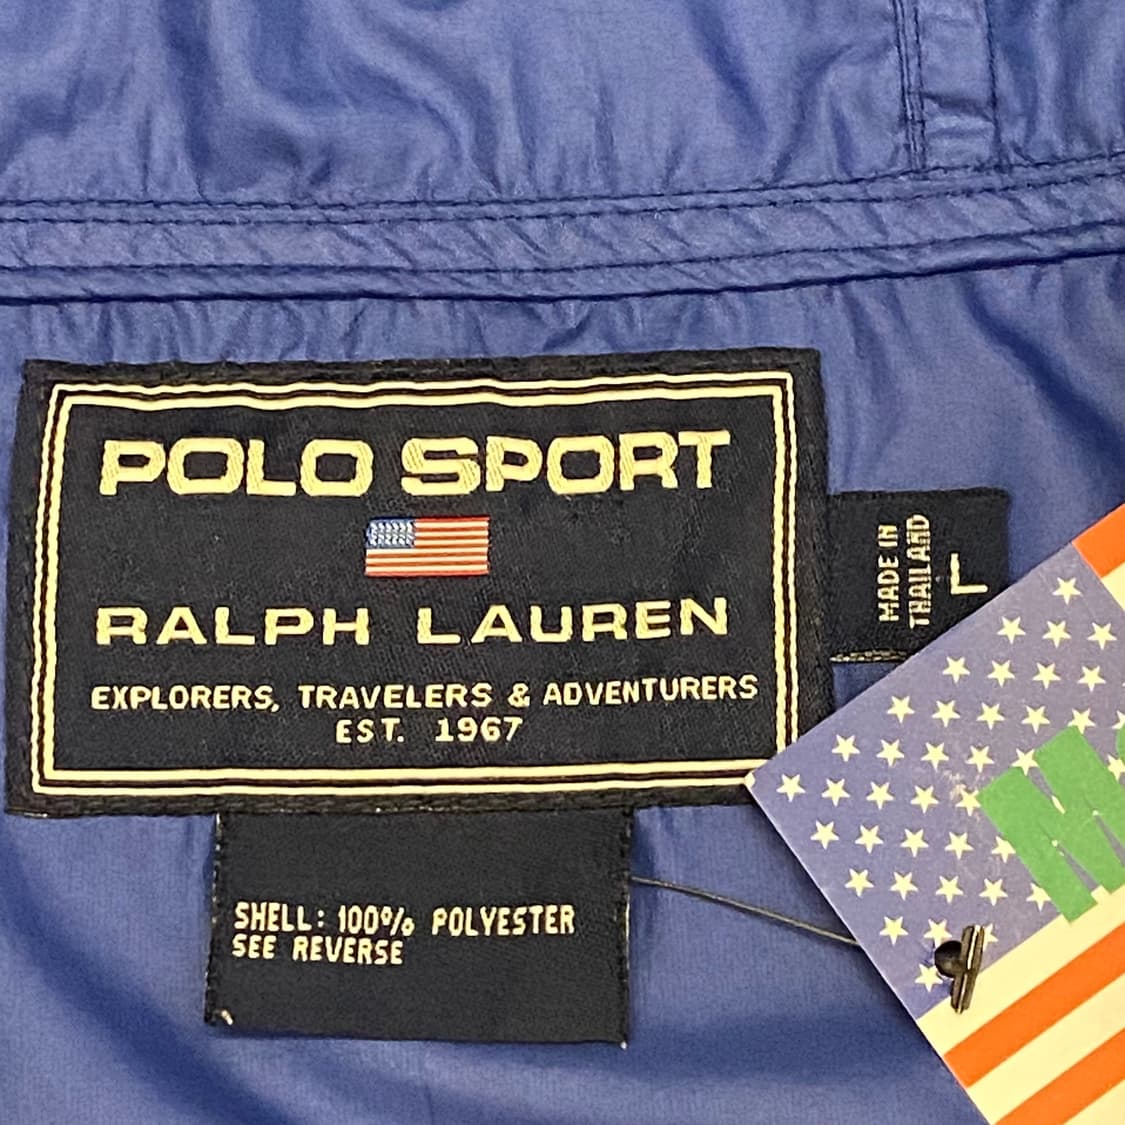 POLO SPORT
RALPH LAUREN
EXPLORERS, TRAVELERS & ADVENTURERS
EST. 1967
MADE IN
THAILAND
L
SHELL: 100% POLYESTER
SEE REVERSE